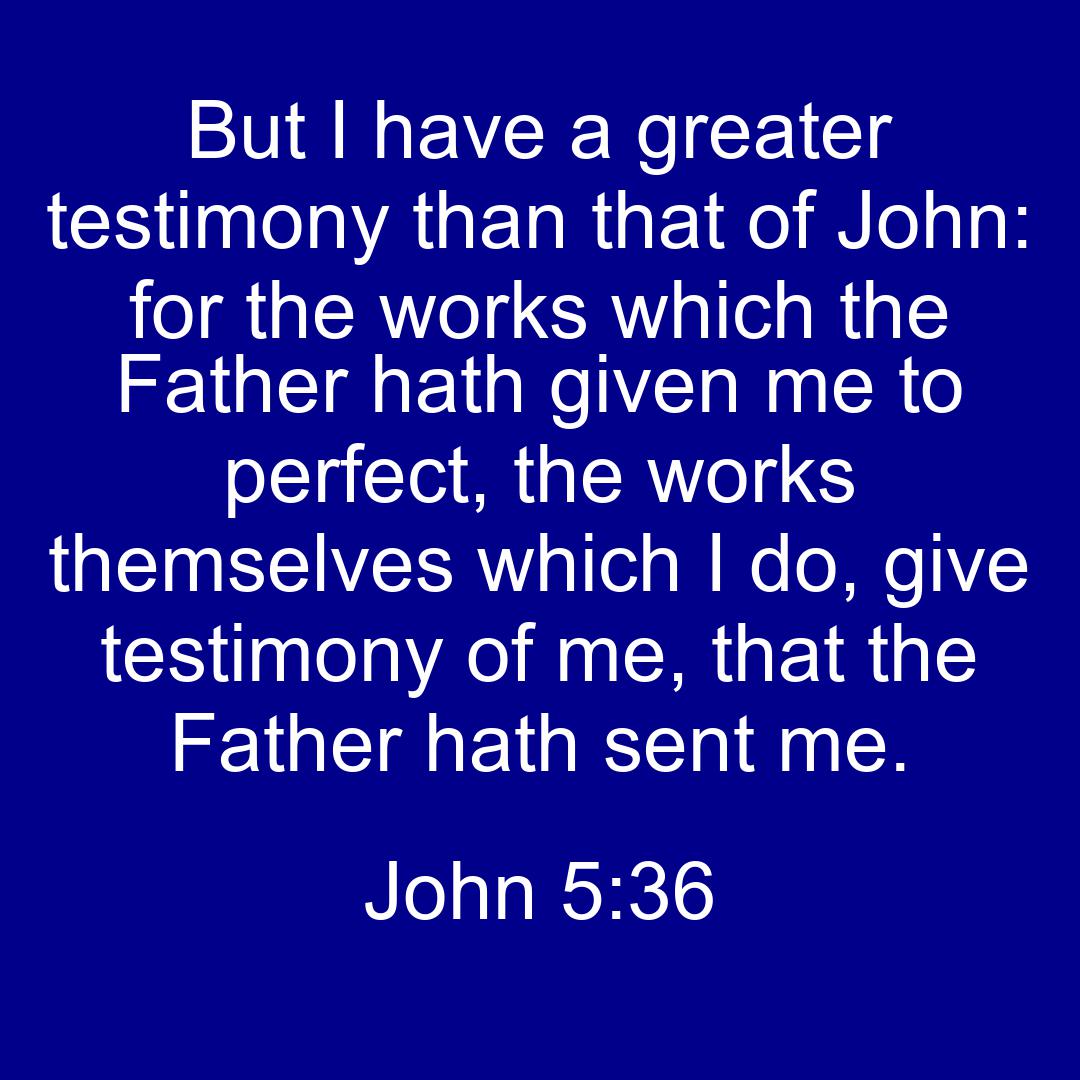 But I have a greater
testimony than that of John:
for the works which the
Father hath given me to
perfect, the works
themselves which I do, give
testimony of me, that the
Father hath sent me.
John 5:36